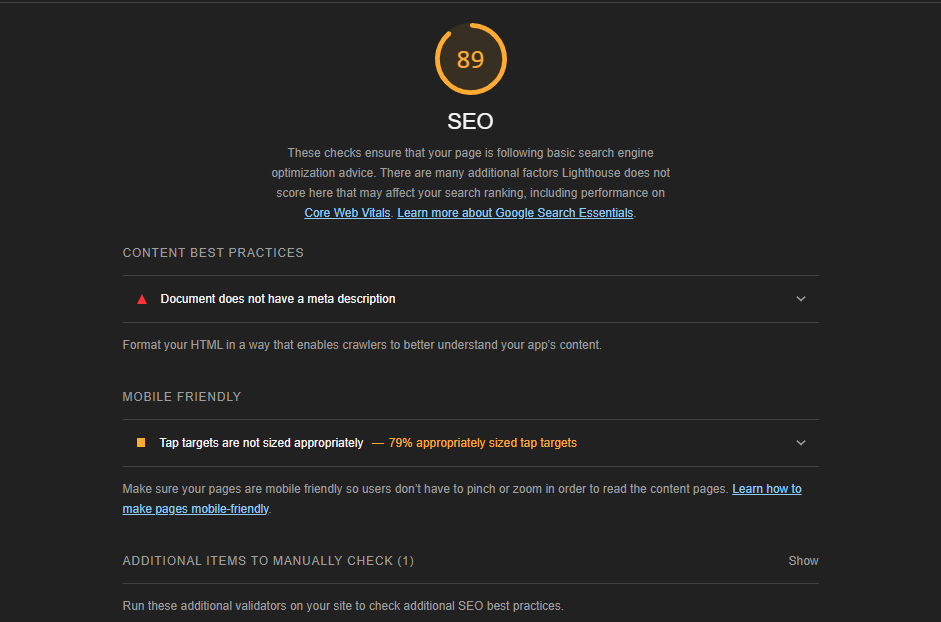 89
SEO
These checks ensure that your page is following basic search engine
optimization advice. There are many additional factors Lighthouse does not
score here that may affect your search ranking, including performance on
Core Web Vitals. Learn more about Google Search Essentials.
CONTENT BEST PRACTICES
Document does not have a meta description
Format your HTML in a way that enables crawlers to better understand your app’s content.
MOBILE FRIENDLY
Tap targets are not sized appropriately — 79% appropriately sized tap targets
Make sure your pages are mobile friendly so users don’t have to pinch or zoom in order to read the content pages. Learn how to
make pages mobile-friendly.
ADDITIONAL ITEMS TO MANUALLY CHECK (1) Show
Run these additional validators on your site to check additional SEO best practices.